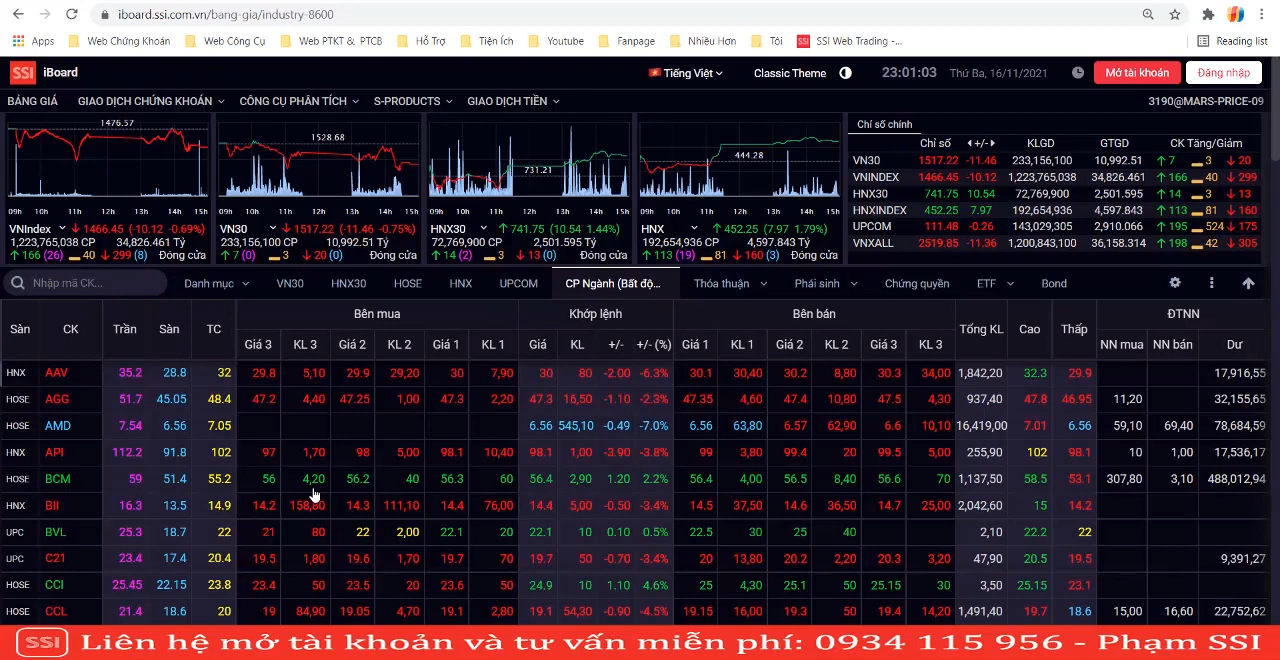 iboard.ssi.com.vn/bang-gia/industry-8600
Apps Web Chứng Khoán Web Công Cụ Web PTKT & PTCB Hỗ Trợ Tiện Ích Youtube Fanpage Nhiều Hơn Tôi SSI Web Trading -... Reading list
SSI iBoard Tiếng Việt Classic Theme 23:01:03 Thứ Ba, 16/11/2021 Mở tài khoản Đăng nhập
BẢNG GIÁ GIAO DỊCH CHỨNG KHOÁN CÔNG CỤ PHÂN TÍCH S-PRODUCTS GIAO DỊCH TIỀN 3190@MARS-PRICE-09
1476.57 1528.68 731.21 444.28
09h 10h 11h 12h 13h 14h 15h 09h 10h 11h 12h 13h 14h 15h 09h 10h 11h 12h 13h 14h 15h 09h 10h 11h 12h 13h 14h 15h
VNIndex 1466.45 (-10.12 -0.69%) VN30 1517.22 (-11.46 -0.75%) HNX30 741.75 (10.54 1.44%) HNX 452.25 (7.97 1.79%)
1,223,765,038 CP 34,826.461 Tỷ 233,156,100 CP 10,992.51 Tỷ 72,769,900 CP 2,501.595 Tỷ 192,654,936 CP 4,597.843 Tỷ
166 (26) 40 299 (8) Đóng cửa 7 (0) 3 20 (0) Đóng cửa 14 (2) 3 13 (0) Đóng cửa 113 (19) 81 160 (3) Đóng cửa
Chỉ số chính
Chỉ số +/- KLGD GTGD CK Tăng/Giảm
VN30 1517.22 -11.46 233,156,100 10,992.51 7 3 20
VNINDEX 1466.45 -10.12 1,223,765,038 34,826.461 166 40 299
HNX30 741.75 10.54 72,769,900 2,501.595 14 3 13
HNXINDEX 452.25 7.97 192,654,936 4,597.843 113 81 160
UPCOM 111.48 -0.26 143,029,305 2,910.066 195 524 175
VNXALL 2519.85 -11.36 1,200,843,100 36,158.314 198 42 305
Nhập mã CK... Danh mục VN30 HNX30 HOSE HNX UPCOM CP Ngành (Bất độ... Thỏa thuận Phái sinh Chứng quyền ETF Bond
Sàn CK Trần Sàn TC Bên mua Khớp lệnh Bên bán Tổng KL Cao Thấp ĐTNN
Giá 3 KL 3 Giá 2 KL 2 Giá 1 KL 1 Giá KL +/- +/- (%) Giá 1 KL 1 Giá 2 KL 2 Giá 3 KL 3 NN mua NN bán Dư
HNX AAV 35.2 28.8 32 29.8 5,10 29.9 29,20 30 7,90 30 80 -2.00 -6.3% 30.1 30,40 30.2 8,80 30.3 34,00 1,842,20 32.3 29.9 17,916,55
HOSE AGG 51.7 45.05 48.4 47.2 4,40 47.25 1,00 47.3 2,20 47.3 16,50 -1.10 -2.3% 47.35 4,60 47.4 10,80 47.5 4,30 937,40 47.8 46.95 11,20 32,155,65
HOSE AMD 7.54 6.56 7.05 6.56 545,10 -0.49 -7.0% 6.56 63,80 6.57 62,90 6.6 10,10 16,419,00 7.01 6.56 59,10 69,40 78,684,59
HNX API 112.2 91.8 102 97 1,70 98 5,00 98.1 10,40 98.1 1,00 -3.90 -3.8% 99 3,80 99.4 20 99.5 5,00 255,90 102 98.1 10 1,00 17,536,17
HOSE BCM 59 51.4 55.2 56 4,20 56.2 40 56.3 60 56.4 2,90 1.20 2.2% 56.4 4,00 56.5 8,40 56.6 70 1,137,50 58.5 53.1 307,80 3,10 488,012,94
HNX BII 16.3 13.5 14.9 14.2 158,80 14.3 111,10 14.4 76,00 14.4 5,00 -0.50 -3.4% 14.5 37,50 14.6 36,50 14.7 25,00 2,042,60 15 14.2
UPC BVL 25.3 18.7 22 21 80 22 2,00 22.1 20 22.1 10 0.10 0.5% 22.5 30 25 40 2,10 22.2 22
UPC C21 23.4 17.4 20.4 19.5 1,80 19.6 1,70 19.7 70 19.7 50 -0.70 -3.4% 20 13,80 20.2 2,20 20.3 3,20 47,90 20.5 19.5 9,391,27
HOSE CCI 25.45 22.15 23.8 23.4 50 23.5 20 23.6 50 24.9 10 1.10 4.6% 25 4,30 25.1 50 25.15 30 3,50 25.15 23.1
HOSE CCL 21.4 18.6 20 19 84,90 19.05 4,70 19.1 2,80 19.1 54,30 -0.90 -4.5% 19.15 16,00 19.3 50 19.4 14,20 1,491,40 19.7 18.6 15,00 16,60 22,752,62
SSI Liên hệ mở tài khoản và tư vấn miễn phí: 0934 115 956 - Phạm SSI